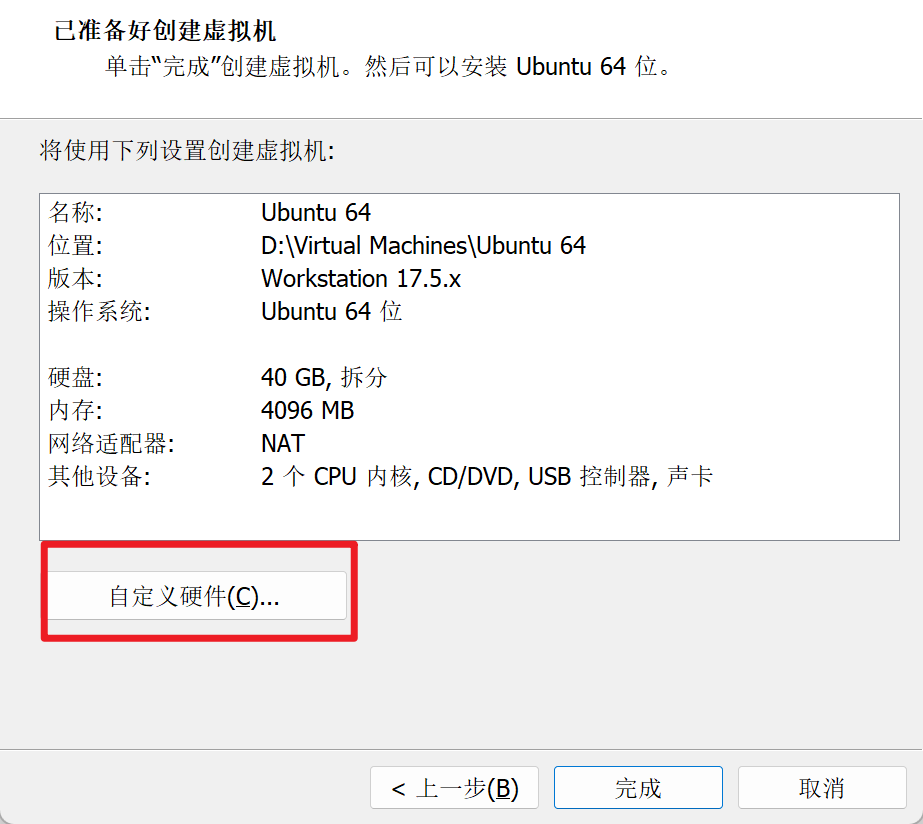 已准备好创建虚拟机
单击“完成”创建虚拟机。然后可以安装 Ubuntu 64 位。
将使用下列设置创建虚拟机:
名称: Ubuntu 64
位置: D:\Virtual Machines\Ubuntu 64
版本: Workstation 17.5.x
操作系统: Ubuntu 64 位
硬盘: 40 GB, 拆分
内存: 4096 MB
网络适配器: NAT
其他设备: 2 个 CPU 内核, CD/DVD, USB 控制器, 声卡
自定义硬件(C)...
< 上一步(B) 完成 取消